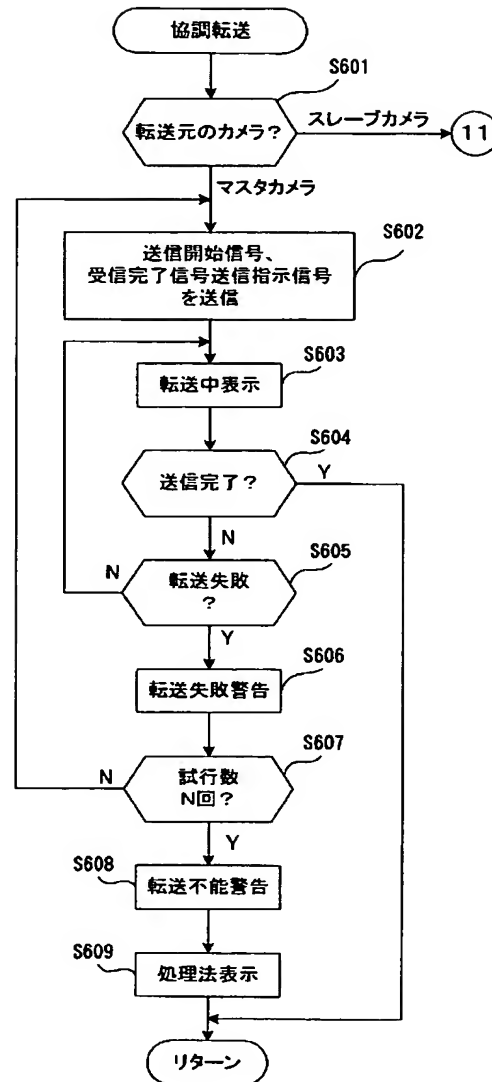 協調転送
S601
転送元のカメラ?
スレーブカメラ
11
マスタカメラ
S602
送信開始信号、
受信完了信号送信指示信号
を送信
S603
転送中表示
S604
送信完了?
Y
N
S605
転送失敗
?
N
Y
S606
転送失敗警告
S607
試行数
N回?
N
Y
S608
転送不能警告
S609
処理法表示
リターン